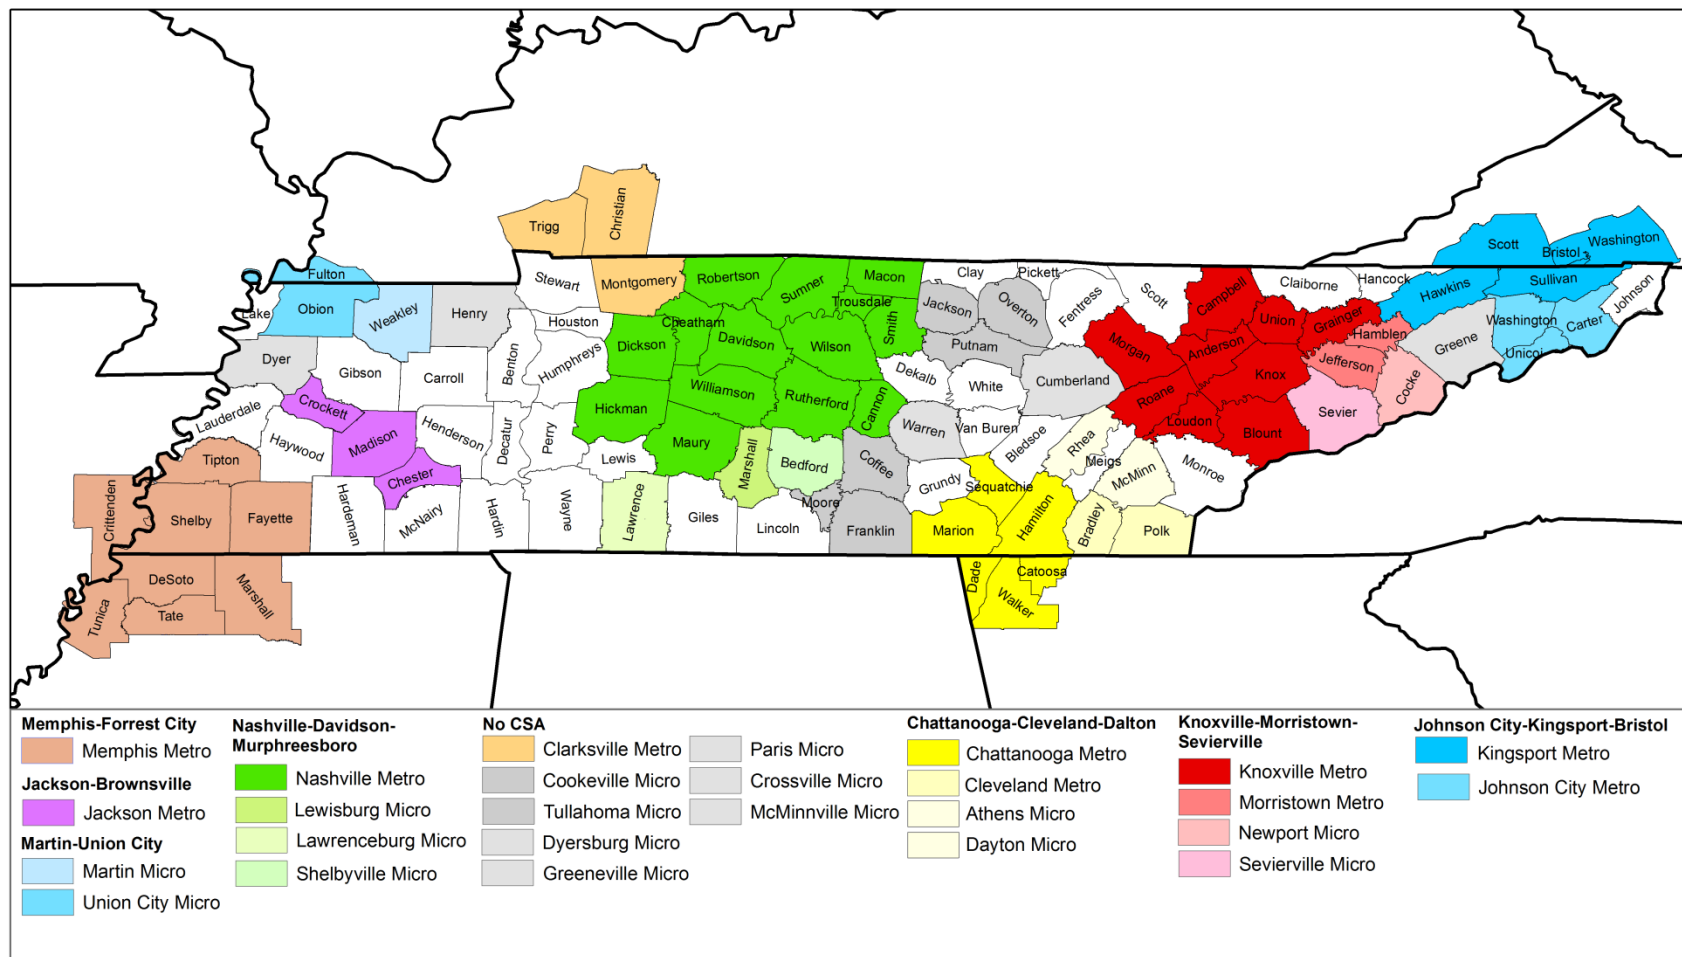 Christian
Trigg
Washington
Scott
Bristol
Fulton
Stewart
Montgomery
Robertson
Sumner
Macon
Clay
Pickett
Scott
Campbell
Claiborne
Hancock
Hawkins
Sullivan
Johnson
Lake
Obion
Weakley
Henry
Houston
Cheatham
Trousdale
Smith
Jackson
Overton
Fentress
Union
Grainger
Hamblen
Greene
Washington
Carter
Unicoi
Dyer
Gibson
Carroll
Benton
Humphreys
Dickson
Davidson
Wilson
Putnam
Dekalb
White
Cumberland
Morgan
Anderson
Knox
Jefferson
Cocke
Crockett
Lauderdale
Haywood
Madison
Henderson
Decatur
Perry
Hickman
Williamson
Rutherford
Cannon
Warren
Van Buren
Bledsoe
Rhea
Roane
Loudon
Blount
Sevier
Tipton
Chester
Lewis
Maury
Marshall
Bedford
Coffee
Grundy
Sequatchie
Meigs
McMinn
Monroe
Crittenden
Shelby
Fayette
Hardeman
McNairy
Hardin
Wayne
Lawrence
Giles
Lincoln
Moore
Franklin
Marion
Hamilton
Bradley
Polk
DeSoto
Marshall
Tunica
Tate
Dade
Walker
Catoosa
Memphis-Forrest City
Memphis Metro
Jackson-Brownsville
Jackson Metro
Martin-Union City
Martin Micro
Union City Micro
Nashville-Davidson-
Murphreesboro
Nashville Metro
Lewisburg Micro
Lawrenceburg Micro
Shelbyville Micro
No CSA
Clarksville Metro
Cookeville Micro
Tullahoma Micro
Dyersburg Micro
Greeneville Micro
Paris Micro
Crossville Micro
McMinnville Micro
Chattanooga-Cleveland-Dalton
Chattanooga Metro
Cleveland Metro
Athens Micro
Dayton Micro
Knoxville-Morristown-
Sevierville
Knoxville Metro
Morristown Metro
Newport Micro
Sevierville Micro
Johnson City-Kingsport-Bristol
Kingsport Metro
Johnson City Metro